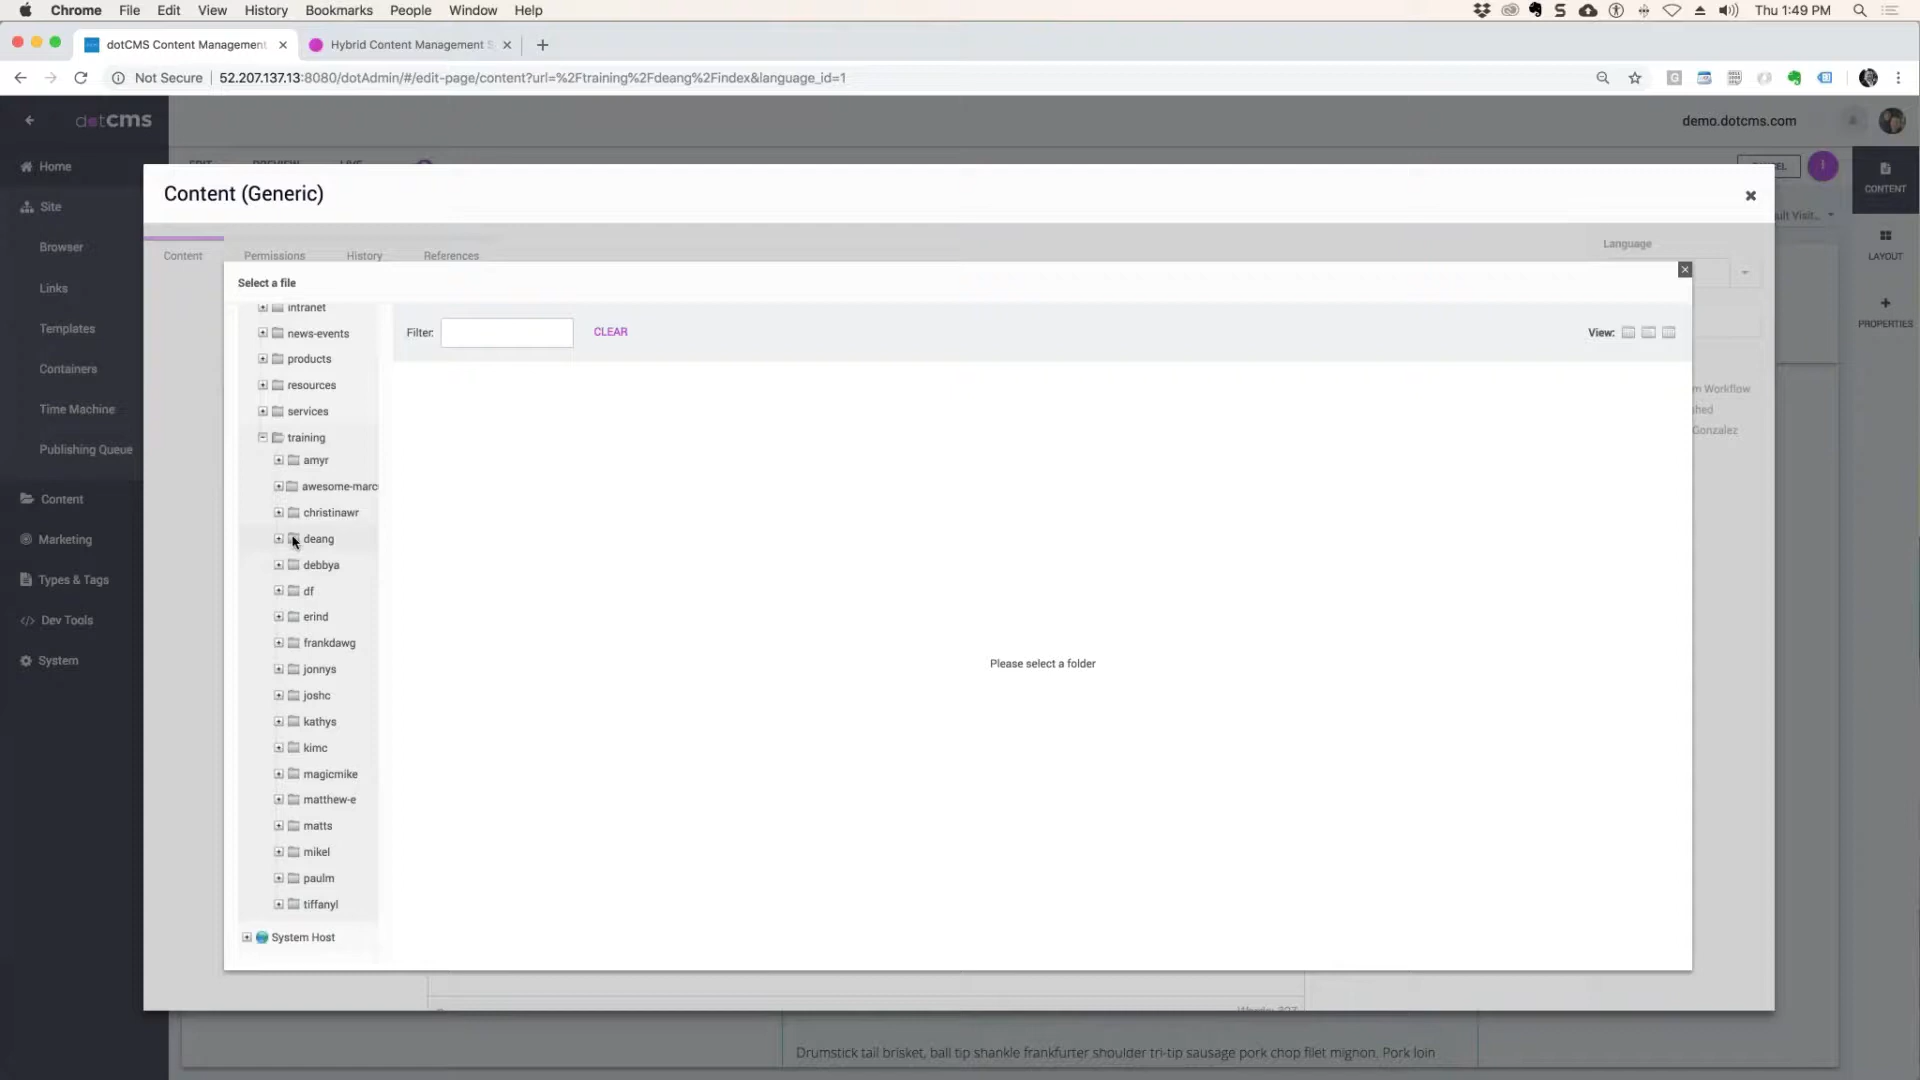 Chrome File Edit View History Bookmarks People Window Help
Thu 1:49 PM
dotCMS Content Management
Hybrid Content Management S
Not Secure 52.207.137.13:8080/dotAdmin/#/edit-page/content?url=%2Ftraining%2Fdeang%2Findex&language_id=1
dotcms
demo.dotcms.com
Home
Site
Browser
Links
Templates
Containers
Time Machine
Publishing Queue
Content
Marketing
Types & Tags
Dev Tools
System
EDIT PREVIEW LIVE
CONTENT
LAYOUT
PROPERTIES
Content (Generic)
Content Permissions History References
Language
Select a file
intranet
news-events
products
resources
services
training
amyr
awesome-marc
christinawr
deang
debbya
df
erind
frankdawg
jonnys
joshc
kathys
kimc
magicmike
matthew-e
matts
mikel
paulm
tiffanyl
System Host
Filter: CLEAR
View:
Please select a folder
m Workflow
Gonzalez
Drumstick tail brisket, ball tip shankle frankfurter shoulder tri-tip sausage pork chop filet mignon. Pork loin